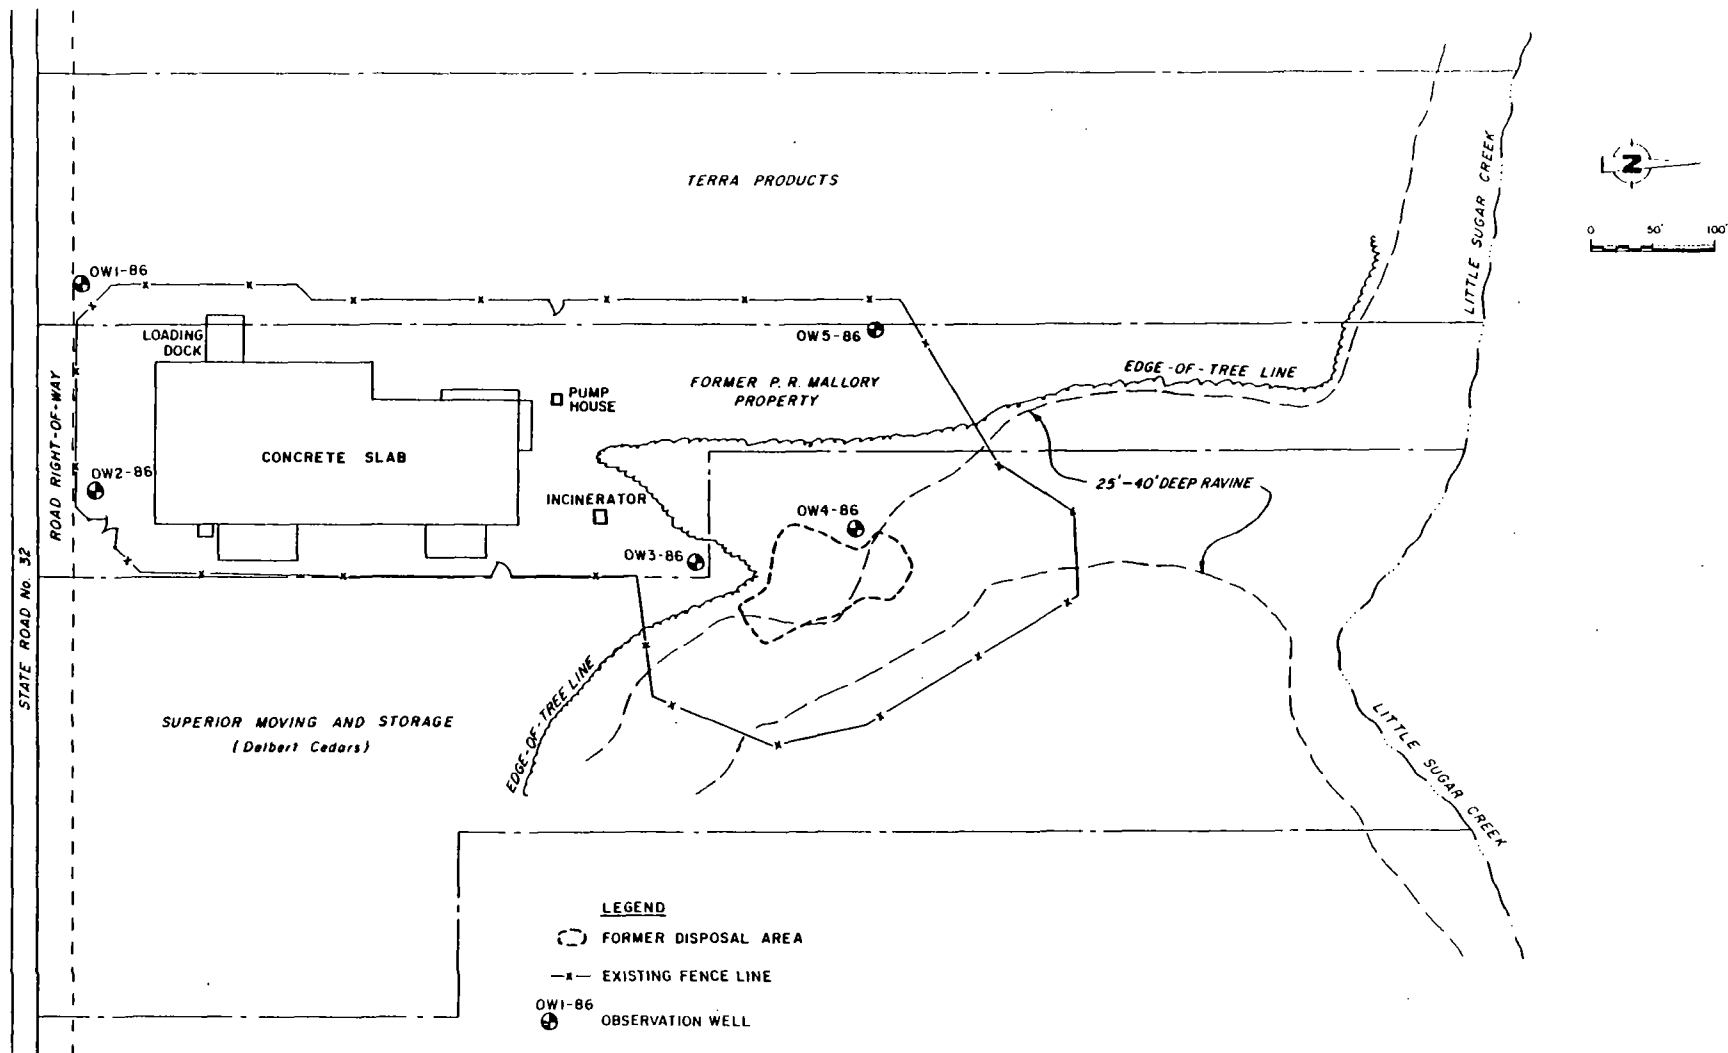 TERRA PRODUCTS
LITTLE SUGAR CREEK
N
0 50' 100'
OW1-86
LOADING
DOCK
OW5-86
ROAD RIGHT-OF-WAY
PUMP
HOUSE
FORMER P. R. MALLORY
PROPERTY
EDGE-OF-TREE LINE
CONCRETE SLAB
OW2-86
INCINERATOR
25'-40' DEEP RAVINE
OW4-86
OW3-86
STATE ROAD No. 32
EDGE-OF-TREE LINE
SUPERIOR MOVING AND STORAGE
(Delbert Cedars)
LITTLE SUGAR CREEK
LEGEND
FORMER DISPOSAL AREA
-x- EXISTING FENCE LINE
OW1-86
OBSERVATION WELL